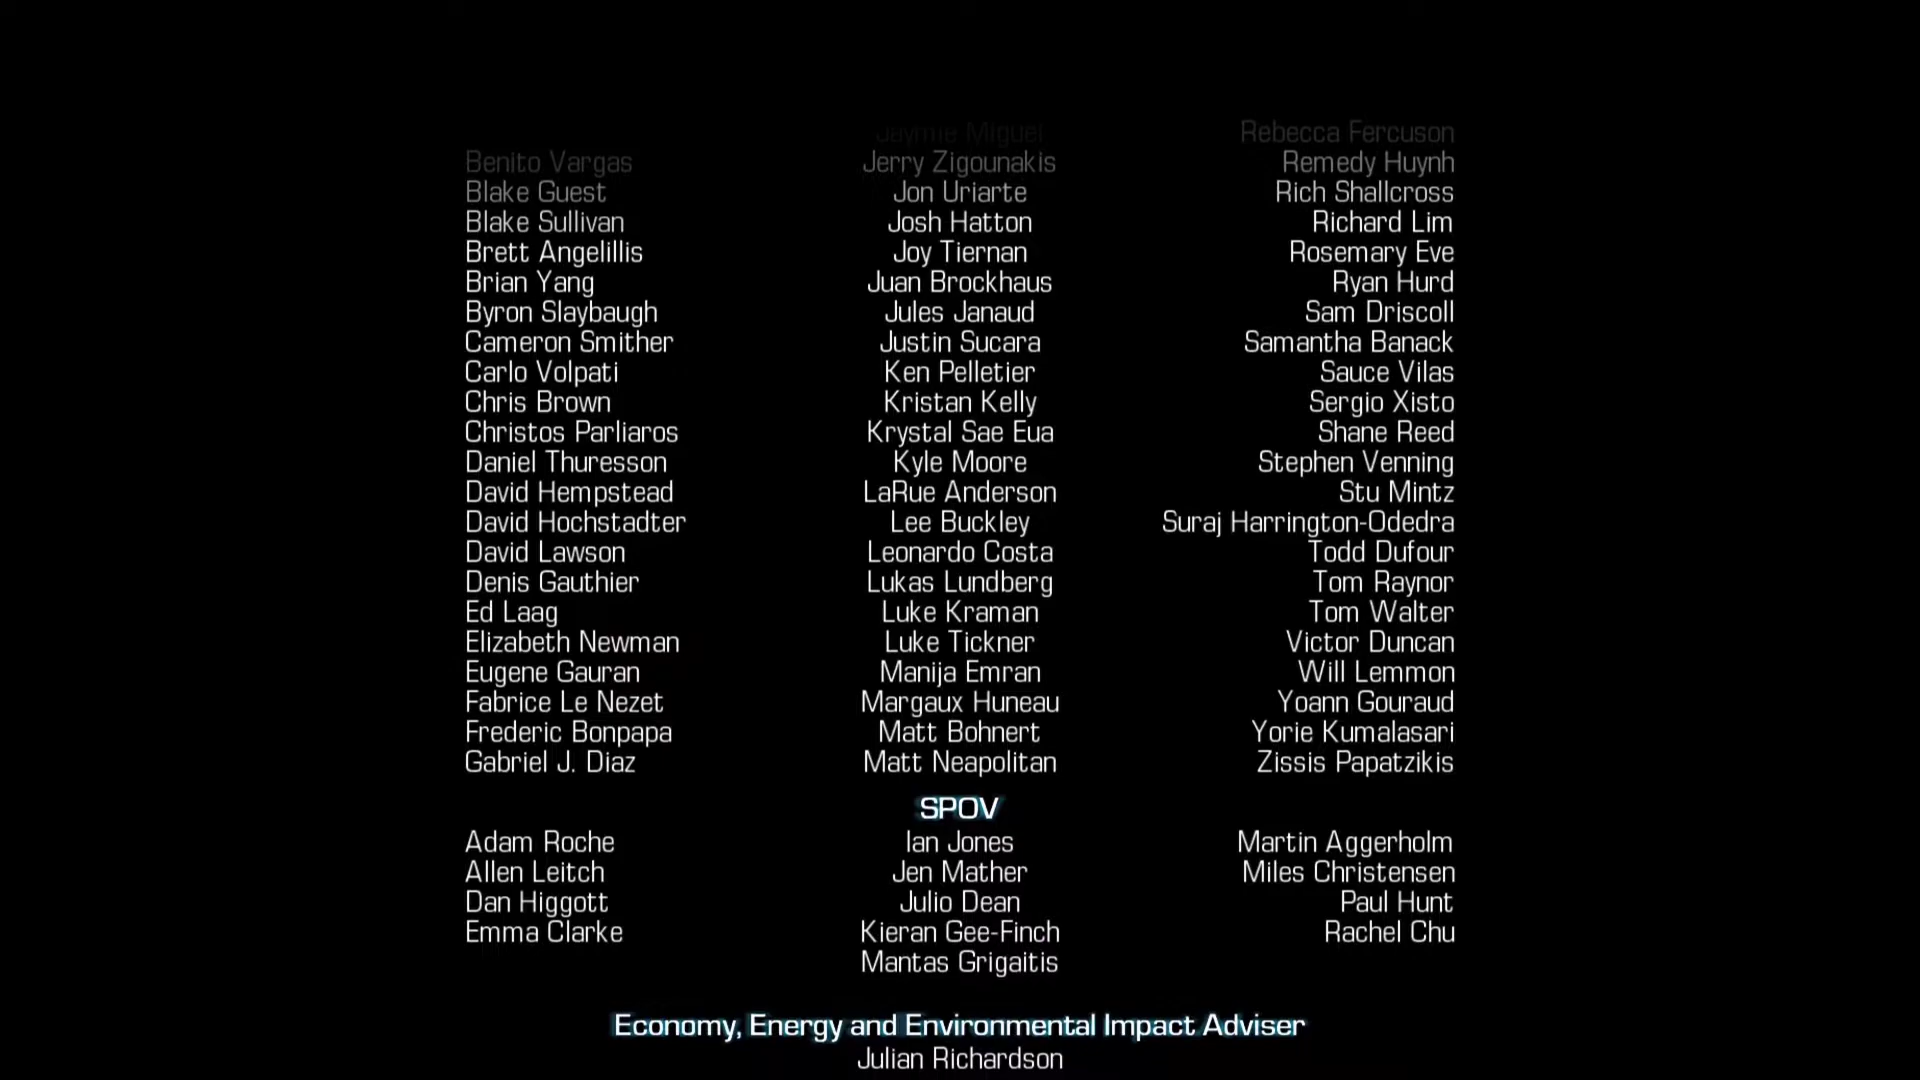 Benito Vargas
Blake Guest
Blake Sullivan
Brett Angelillis
Brian Yang
Byron Slaybaugh
Cameron Smither
Carlo Volpati
Chris Brown
Christos Parliaros
Daniel Thuresson
David Hempstead
David Hochstadter
David Lawson
Denis Gauthier
Ed Laag
Elizabeth Newman
Eugene Gauran
Fabrice Le Nezet
Frederic Bonpapa
Gabriel J. Diaz
Jaymie Miguel
Jerry Zigounakis
Jon Uriarte
Josh Hatton
Joy Tiernan
Juan Brockhaus
Jules Janaud
Justin Sucara
Ken Pelletier
Kristan Kelly
Krystal Sae Eua
Kyle Moore
LaRue Anderson
Lee Buckley
Leonardo Costa
Lukas Lundberg
Luke Kraman
Luke Tickner
Manija Emran
Margaux Huneau
Matt Bohnert
Matt Neapolitan
Rebecca Fercuson
Remedy Huynh
Rich Shallcross
Richard Lim
Rosemary Eve
Ryan Hurd
Sam Driscoll
Samantha Banack
Sauce Vilas
Sergio Xisto
Shane Reed
Stephen Venning
Stu Mintz
Suraj Harrington-Odedra
Todd Dufour
Tom Raynor
Tom Walter
Victor Duncan
Will Lemmon
Yoann Gouraud
Yorie Kumalasari
Zissis Papatzikis
SPOV
Adam Roche
Allen Leitch
Dan Higgott
Emma Clarke
Ian Jones
Jen Mather
Julio Dean
Kieran Gee-Finch
Mantas Grigaitis
Martin Aggerholm
Miles Christensen
Paul Hunt
Rachel Chu
Economy, Energy and Environmental Impact Adviser
Julian Richardson